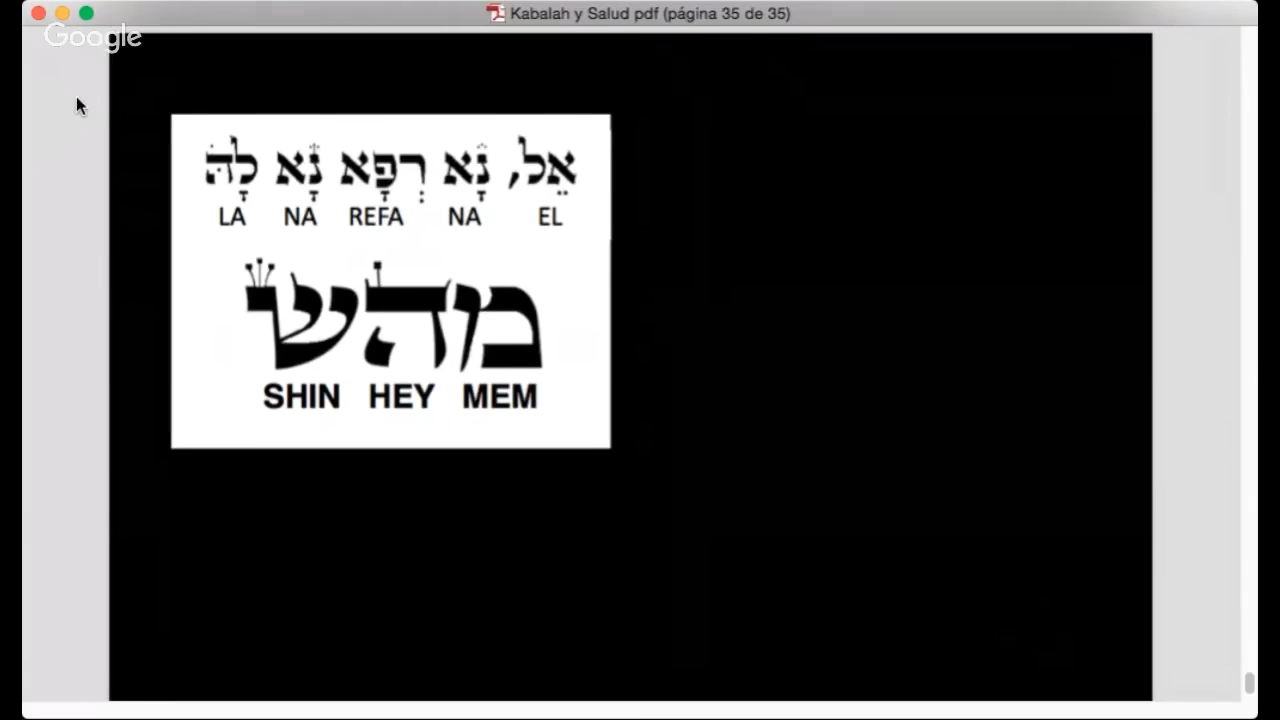 Kabalah y Salud pdf (página 35 de 35)
Google
אֵל, נָא רְפָא נָא לָהּ
LA NA REFA NA EL
מהש
SHIN HEY MEM